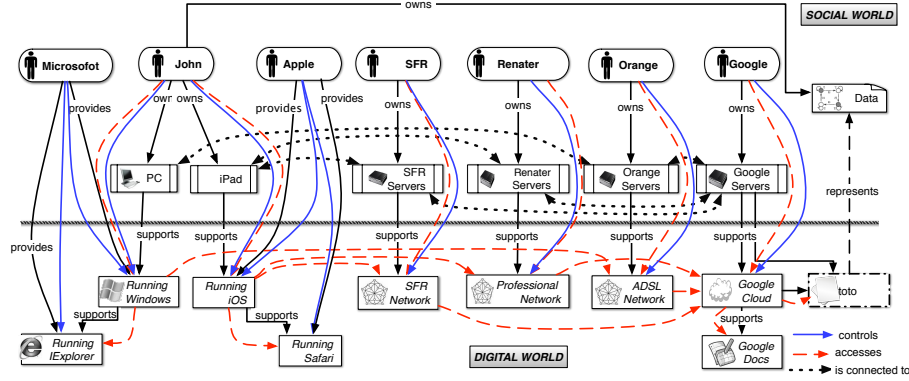 owns
SOCIAL WORLD
Microsofot
John
Apple
SFR
Renater
Orange
Google
provides
own owns
provides
provides
owns
owns
owns
owns
Data
PC
iPad
SFR
Servers
Renater
Servers
Orange
Servers
Google
Servers
represents
provides
supports
supports
supports
supports
supports
supports
Running
Windows
Running
iOS
SFR
Network
Professional
Network
ADSL
Network
Google
Cloud
toto
supports
supports
supports
Running
IExplorer
Running
Safari
DIGITAL WORLD
Google
Docs
controls
accesses
is connected to